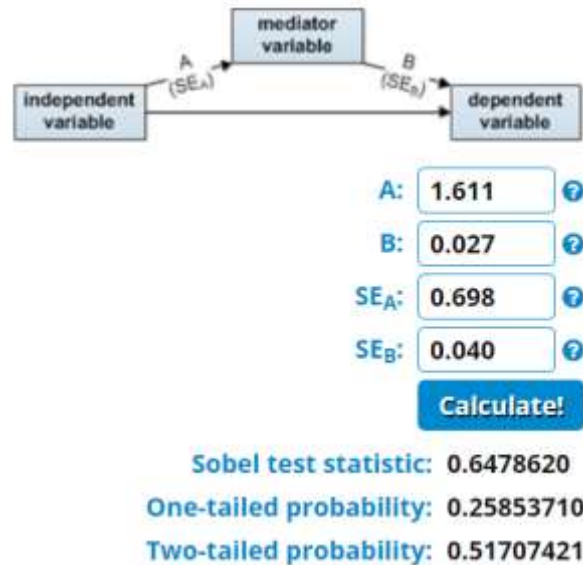 mediator
variable
A
(SEA)
B
(SEB)
independent
variable
dependent
variable
A: 1.611 ?
B: 0.027 ?
SEA: 0.698 ?
SEB: 0.040 ?
Calculate!
Sobel test statistic: 0.6478620
One-tailed probability: 0.25853710
Two-tailed probability: 0.51707421